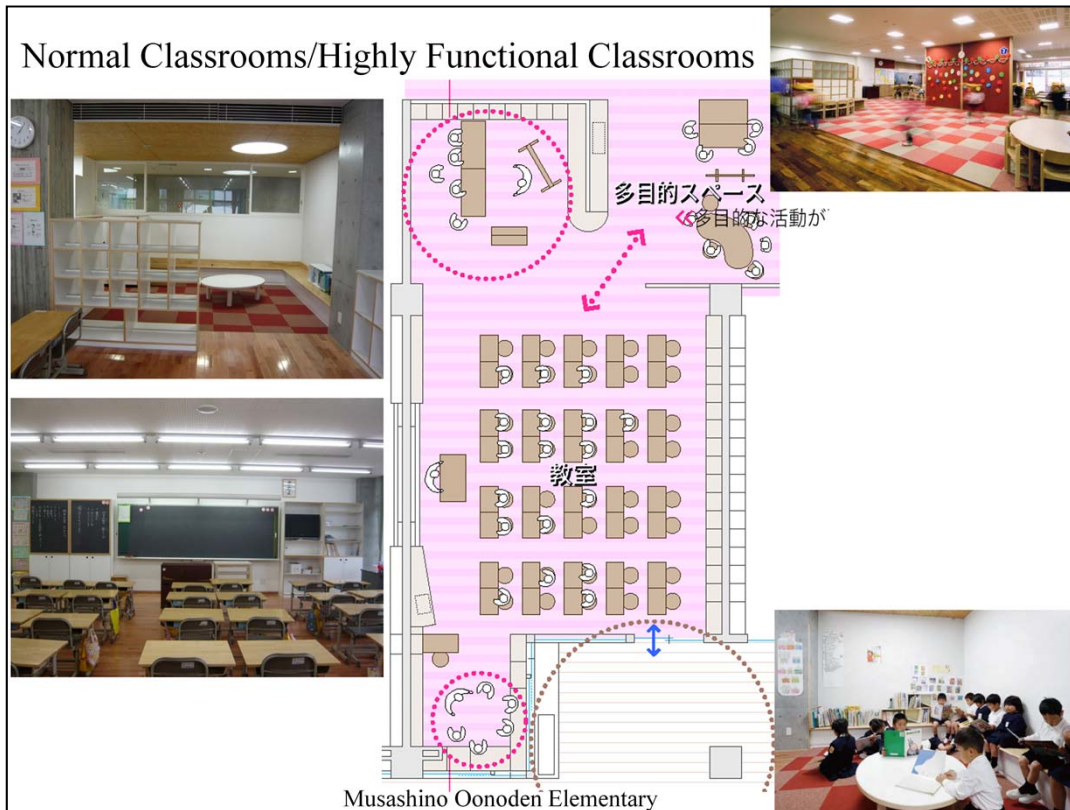 Normal Classrooms/Highly Functional Classrooms
多目的スペース
多目的な活動が
教室
Musashino Oonoden Elementary